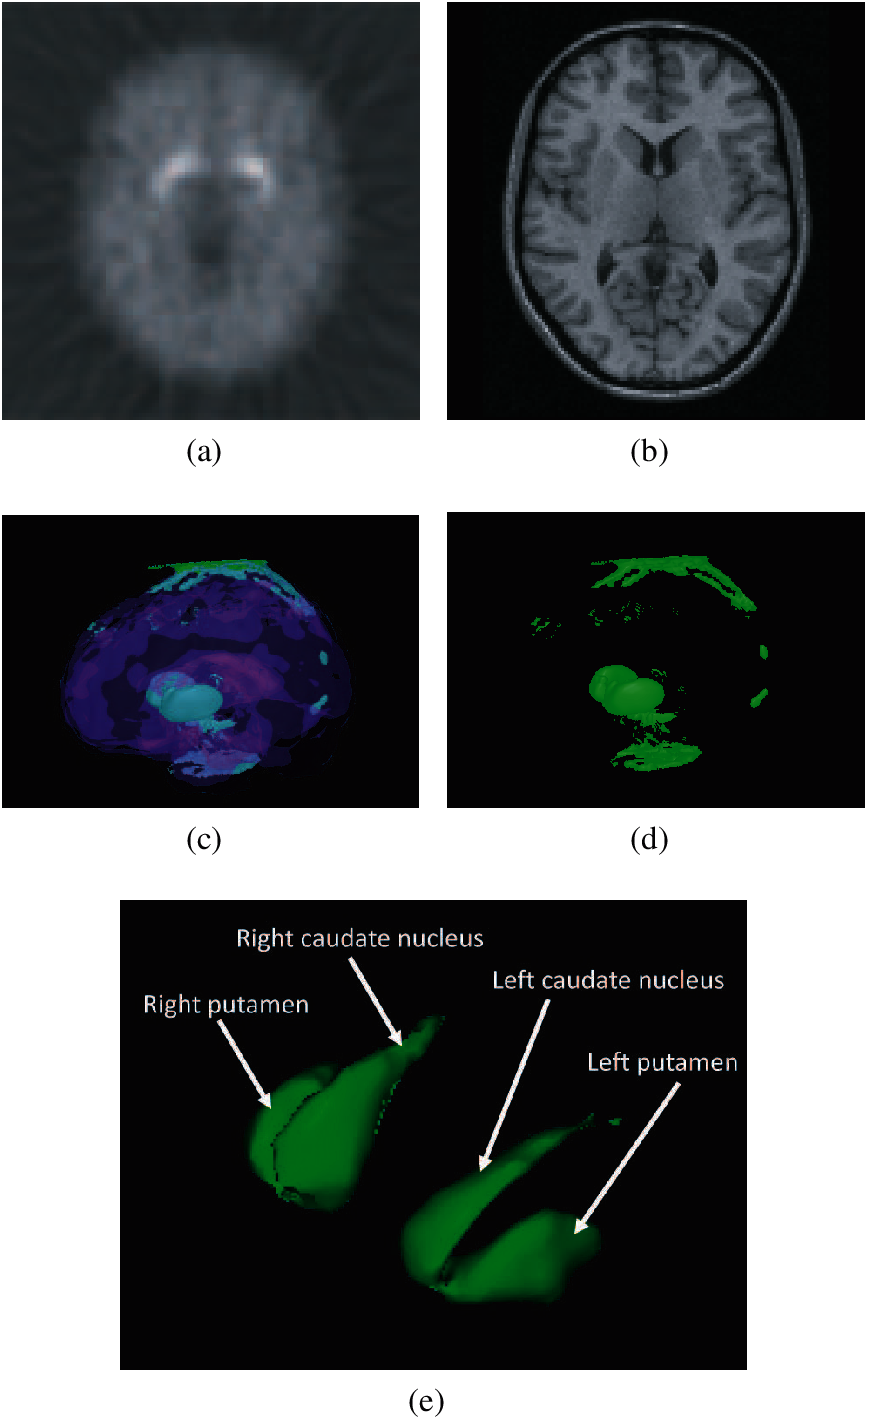 (a)
(b)
(c)
(d)
Right caudate nucleus
Left caudate nucleus
Right putamen
Left putamen
(e)